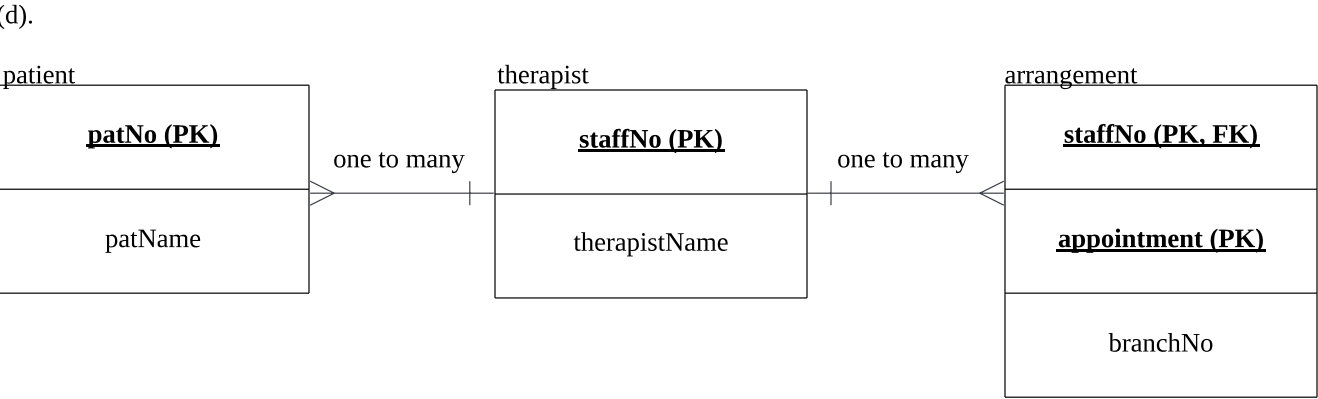 (d).
patient
patNo (PK)
patName
one to many
therapist
staffNo (PK)
therapistName
one to many
arrangement
staffNo (PK, FK)
appointment (PK)
branchNo